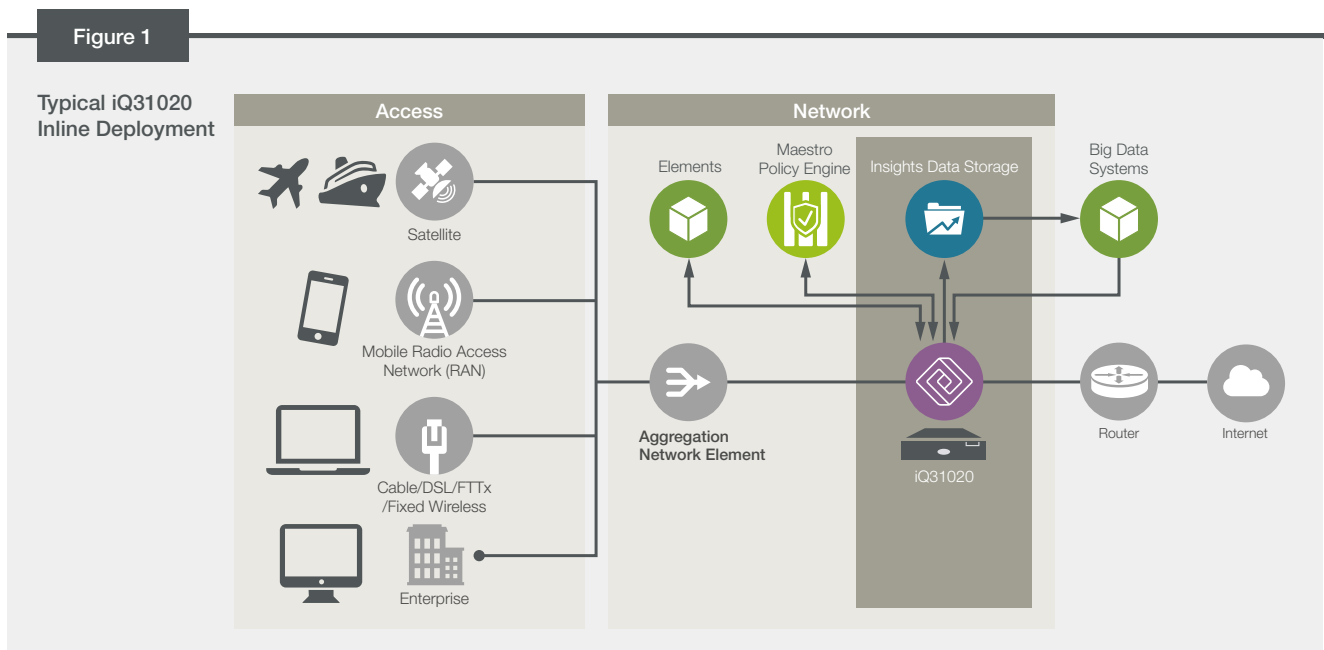 Figure 1
Typical iQ31020
Inline Deployment
Access
Satellite
Mobile Radio Access
Network (RAN)
Cable/DSL/FTTx
/Fixed Wireless
Enterprise
Network
Elements
Maestro
Policy Engine
Insights Data Storage
Big Data
Systems
Aggregation
Network Element
iQ31020
Router
Internet